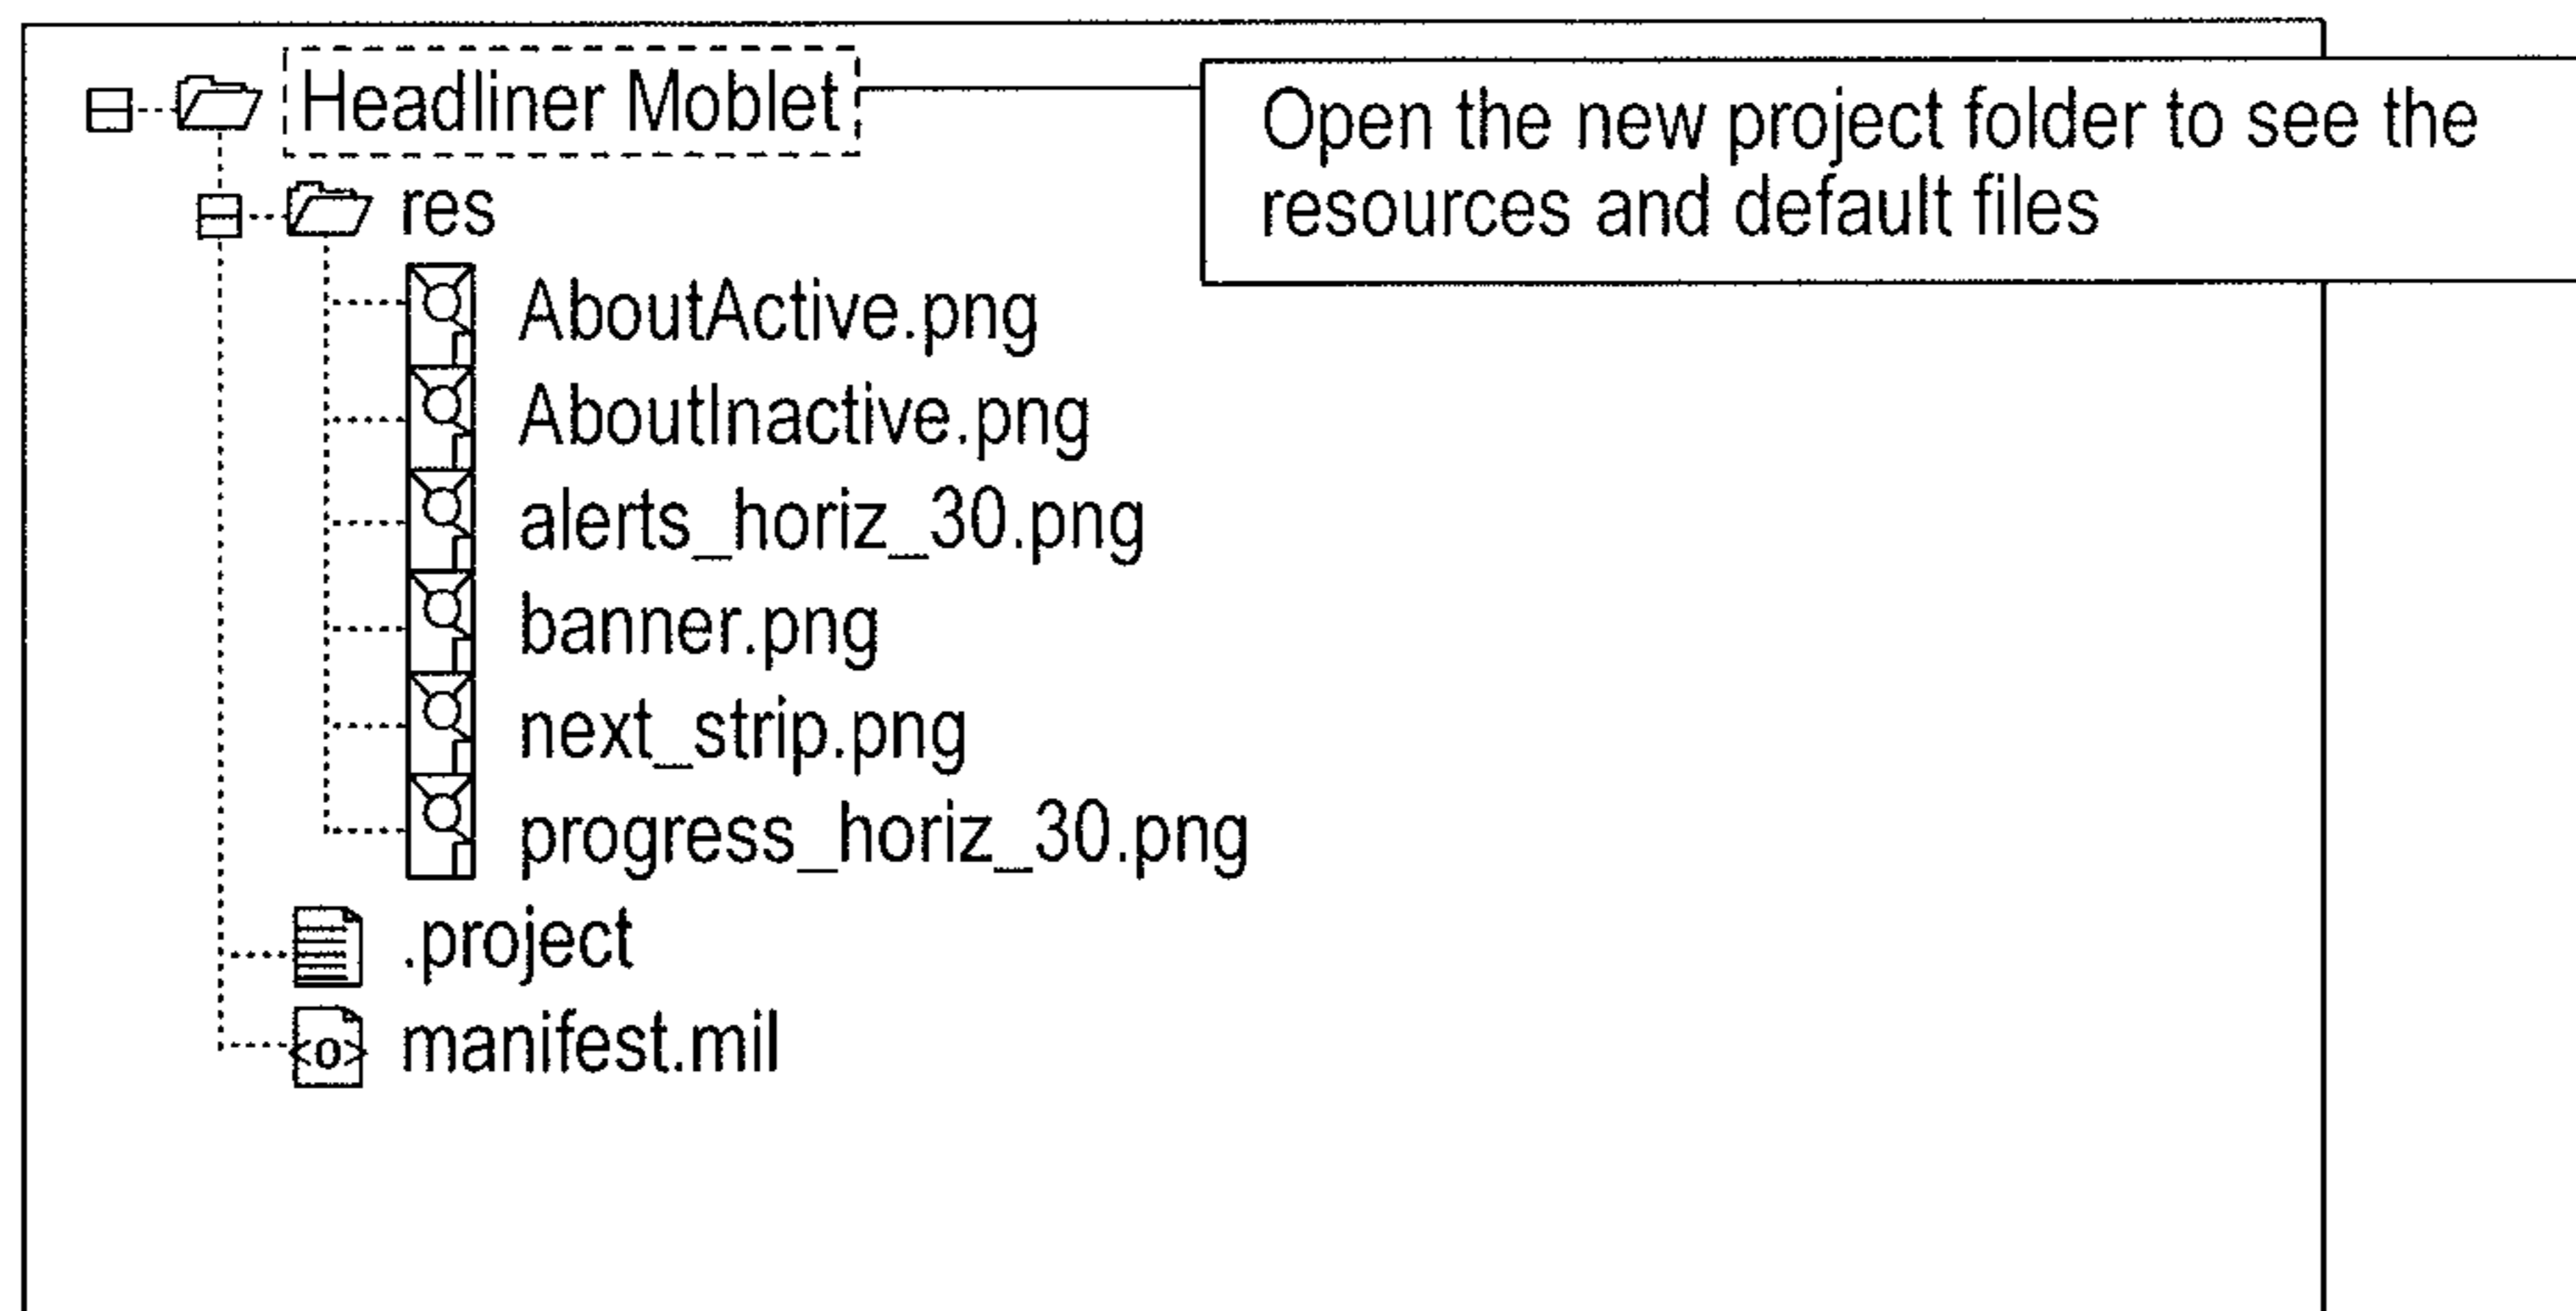 Headliner Moblet
Open the new project folder to see the
resources and default files
res
AboutActive.png
AboutInactive.png
alerts_horiz_30.png
banner.png
next_strip.png
progress_horiz_30.png
.project
<o> manifest.mil